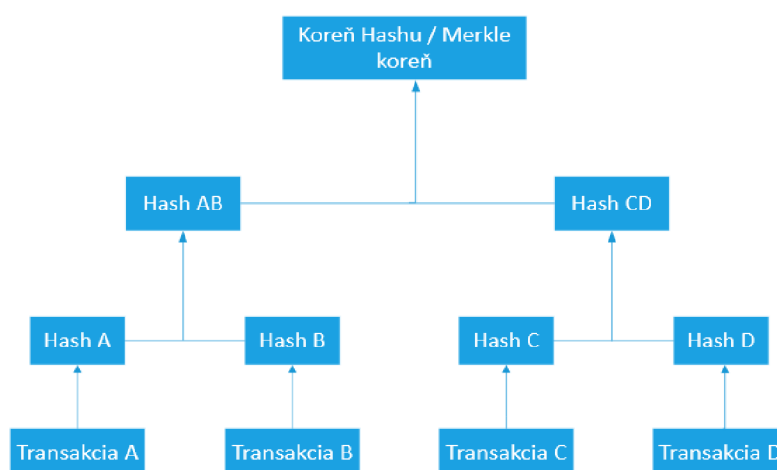 Koreň Hashu / Merkle
koreň
Hash AB
Hash CD
Hash A
Hash B
Hash C
Hash D
Transakcia A
Transakcia B
Transakcia C
Transakcia D